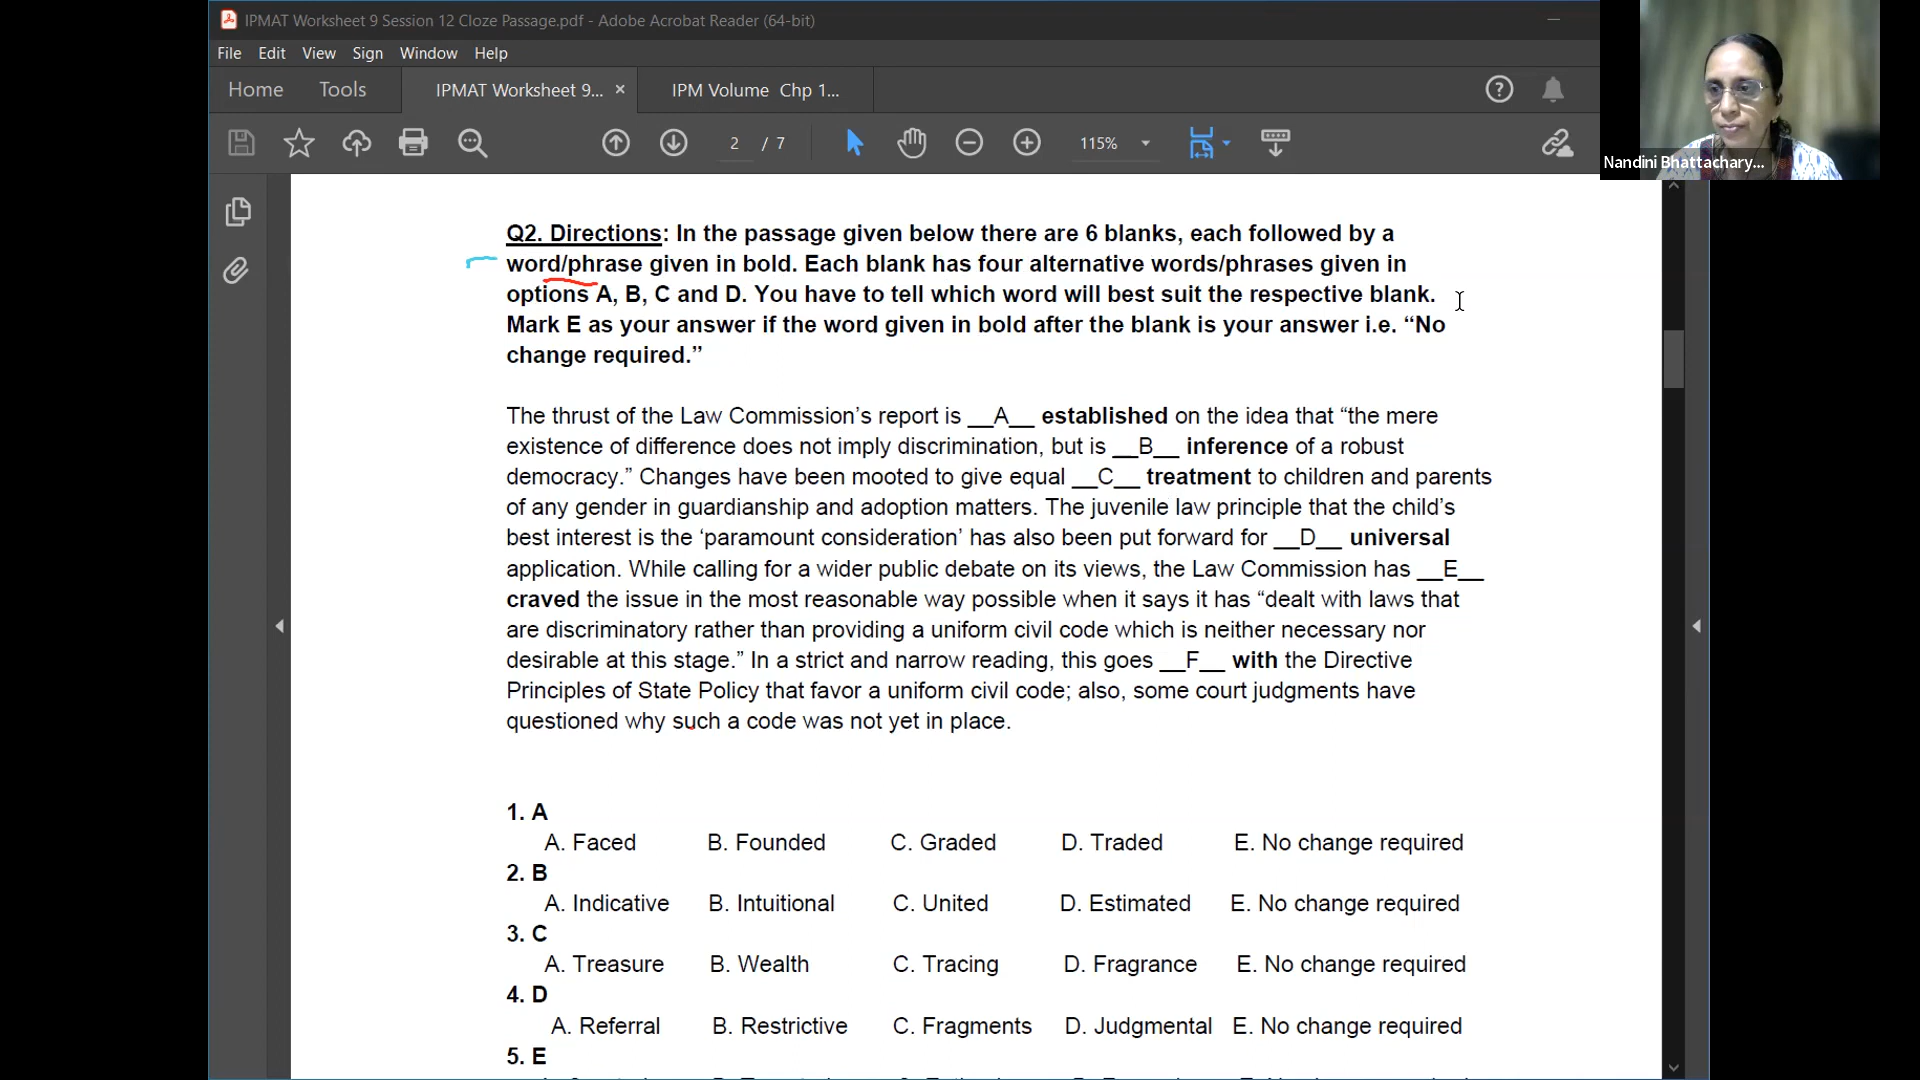 IPMAT Worksheet 9 Session 12 Cloze Passage.pdf - Adobe Acrobat Reader (64-bit)
File Edit View Sign Window Help
Home Tools IPMAT Worksheet 9... × IPM Volume Chp 1...
2 / 7 115%
Nandini Bhattachary...
Q2. Directions: In the passage given below there are 6 blanks, each followed by a
word/phrase given in bold. Each blank has four alternative words/phrases given in
options A, B, C and D. You have to tell which word will best suit the respective blank.
Mark E as your answer if the word given in bold after the blank is your answer i.e. “No
change required.”
The thrust of the Law Commission’s report is __A__ established on the idea that “the mere
existence of difference does not imply discrimination, but is __B__ inference of a robust
democracy.” Changes have been mooted to give equal __C__ treatment to children and parents
of any gender in guardianship and adoption matters. The juvenile law principle that the child’s
best interest is the ‘paramount consideration’ has also been put forward for __D__ universal
application. While calling for a wider public debate on its views, the Law Commission has __E__
craved the issue in the most reasonable way possible when it says it has “dealt with laws that
are discriminatory rather than providing a uniform civil code which is neither necessary nor
desirable at this stage.” In a strict and narrow reading, this goes __F__ with the Directive
Principles of State Policy that favor a uniform civil code; also, some court judgments have
questioned why such a code was not yet in place.
1. A
A. Faced B. Founded C. Graded D. Traded E. No change required
2. B
A. Indicative B. Intuitional C. United D. Estimated E. No change required
3. C
A. Treasure B. Wealth C. Tracing D. Fragrance E. No change required
4. D
A. Referral B. Restrictive C. Fragments D. Judgmental E. No change required
5. E